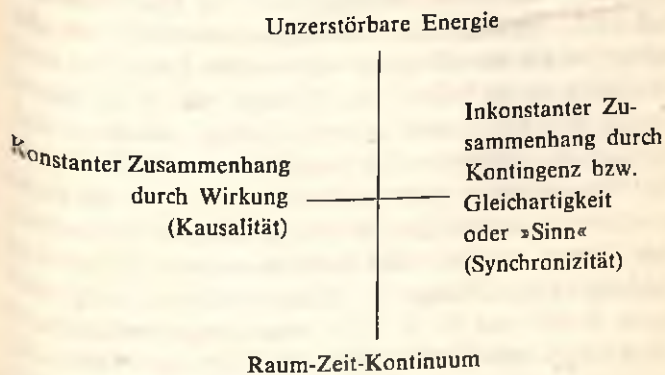 Unzerstörbare Energie
Konstanter Zusammenhang
durch Wirkung
(Kausalität)
Inkonstanter Zu-
sammenhang durch
Kontingenz bzw.
Gleichartigkeit
oder »Sinn«
(Synchronizität)
Raum-Zeit-Kontinuum